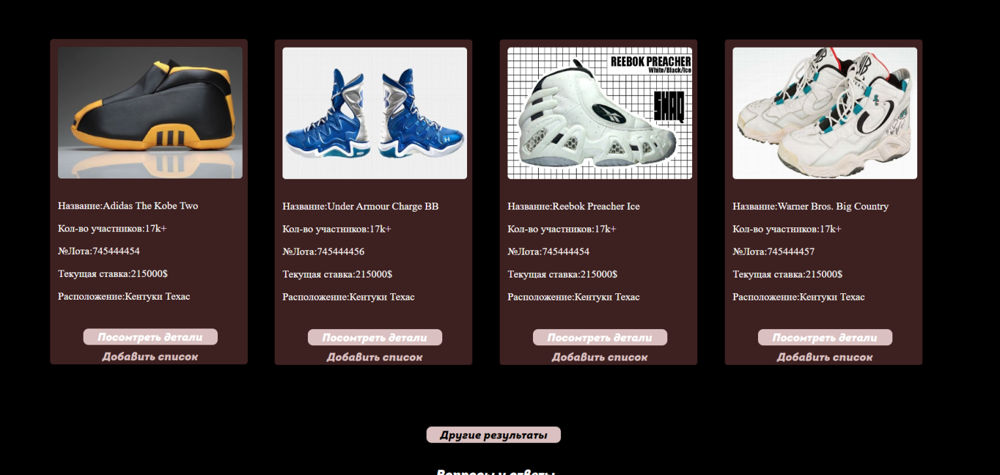 REEBOK PREACHER
White/Black/Ice
SHAQ
Название:Adidas The Kobe Two
Кол-во участников:17k+
№Лота:745444454
Текущая ставка:215000$
Расположение:Кентуки Техас
Посомтреть детали
Добавить список
Название:Under Armour Charge BB
Кол-во участников:17k+
№Лота:745444456
Текущая ставка:215000$
Расположение:Кентуки Техас
Посомтреть детали
Добавить список
Название:Reebok Preacher Ice
Кол-во участников:17k+
№Лота:745444454
Текущая ставка:215000$
Расположение:Кентуки Техас
Посомтреть детали
Добавить список
Название:Warner Bros. Big Country
Кол-во участников:17k+
№Лота:745444457
Текущая ставка:215000$
Расположение:Кентуки Техас
Посомтреть детали
Добавить список
Другие результаты
Вопросы и ответы